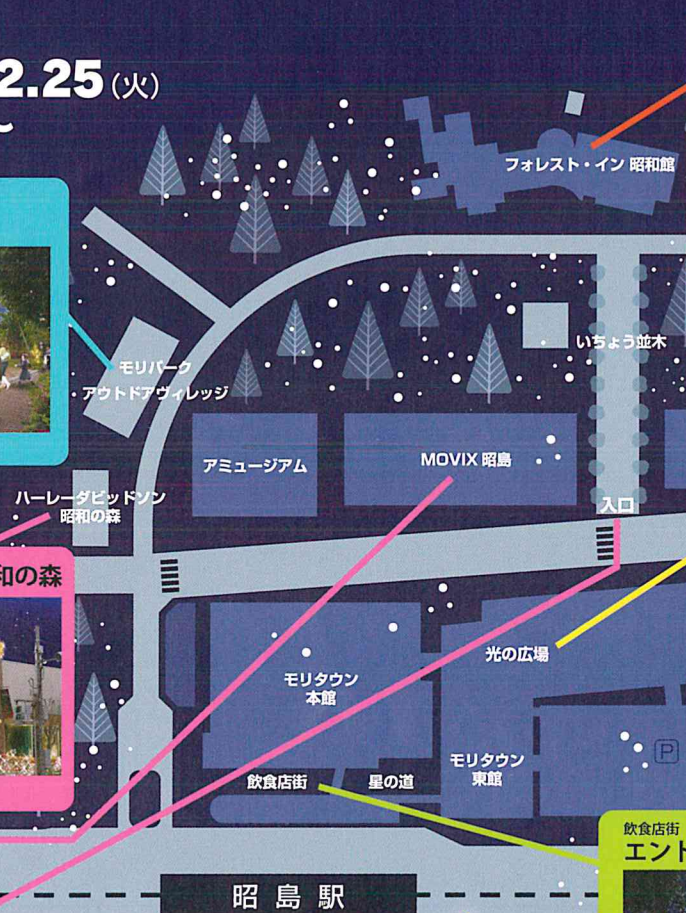 2.25(火)
~
フォレスト・イン 昭和館
いちょう並木
モリパーク
アウトドアヴィレッジ
アミュージアム
MOVIX 昭島
ハーレーダビッドソン
昭和の森
入口
和の森
光の広場
モリタウン
本館
モリタウン
東館
P
飲食店街
星の道
飲食店街
エント
昭島駅